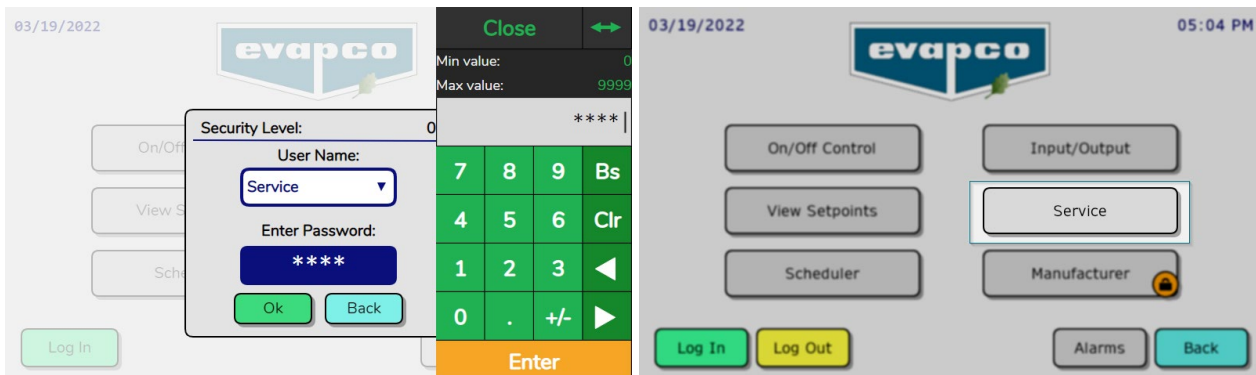 03/19/2022
evapco
On/Off
View S
Sche
Log In
Security Level: 0
User Name:
Service
Enter Password:
****
Ok Back
Close
Min value: 0
Max value: 9999
****
7 8 9 Bs
4 5 6 Clr
1 2 3
0 . +/-
Enter
03/19/2022 05:04 PM
evapco
On/Off Control Input/Output
View Setpoints Service
Scheduler Manufacturer
Log In Log Out Alarms Back